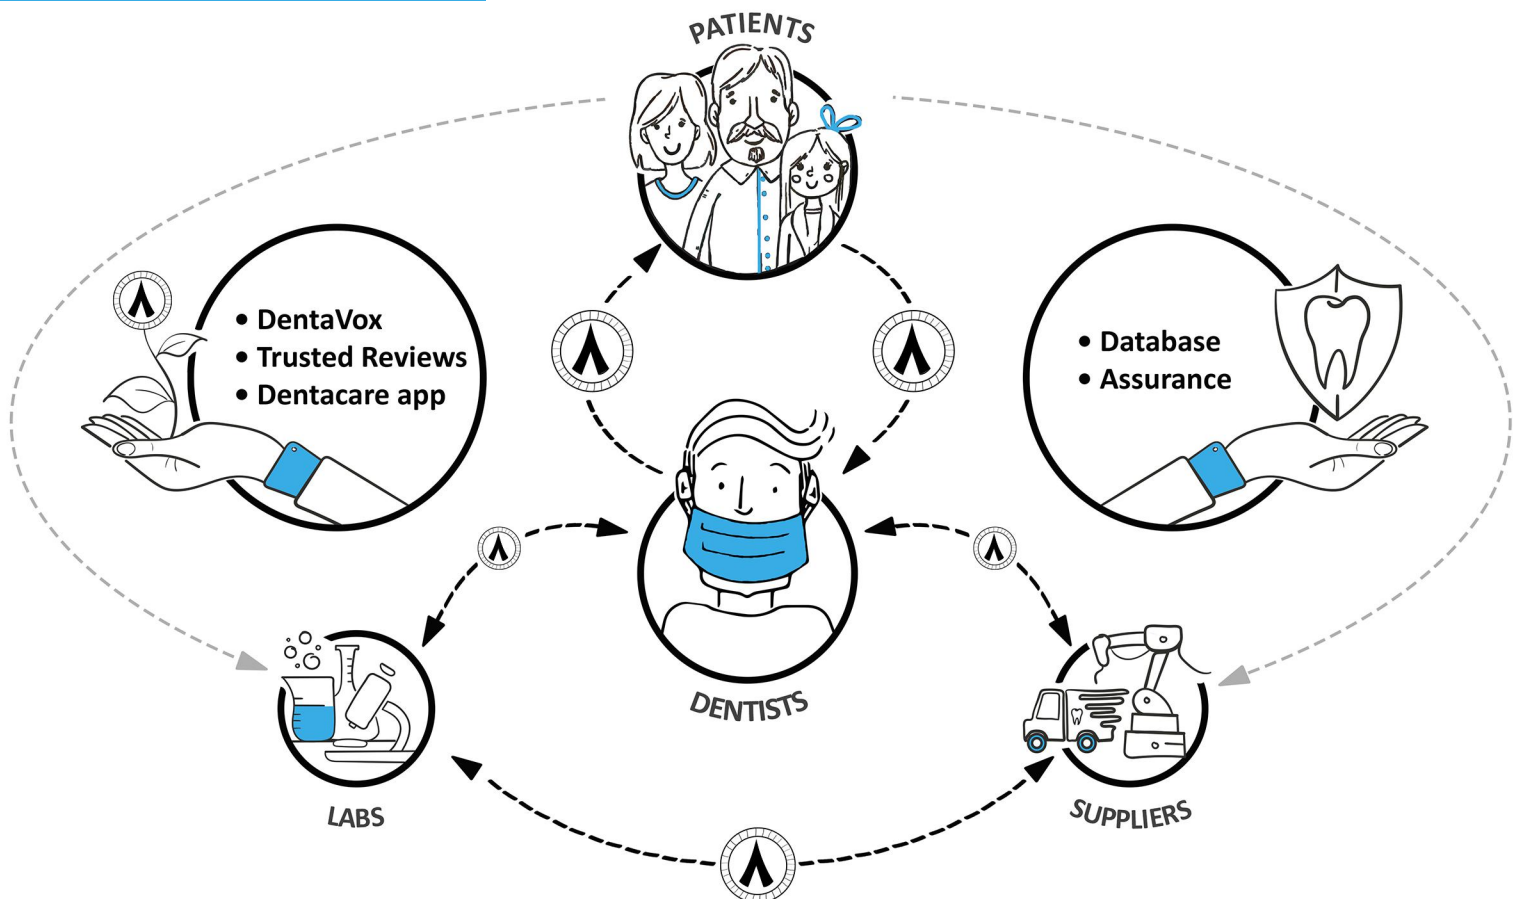 PATIENTS
• DentaVox
• Trusted Reviews
• Dentacare app
• Database
• Assurance
DENTISTS
LABS
SUPPLIERS